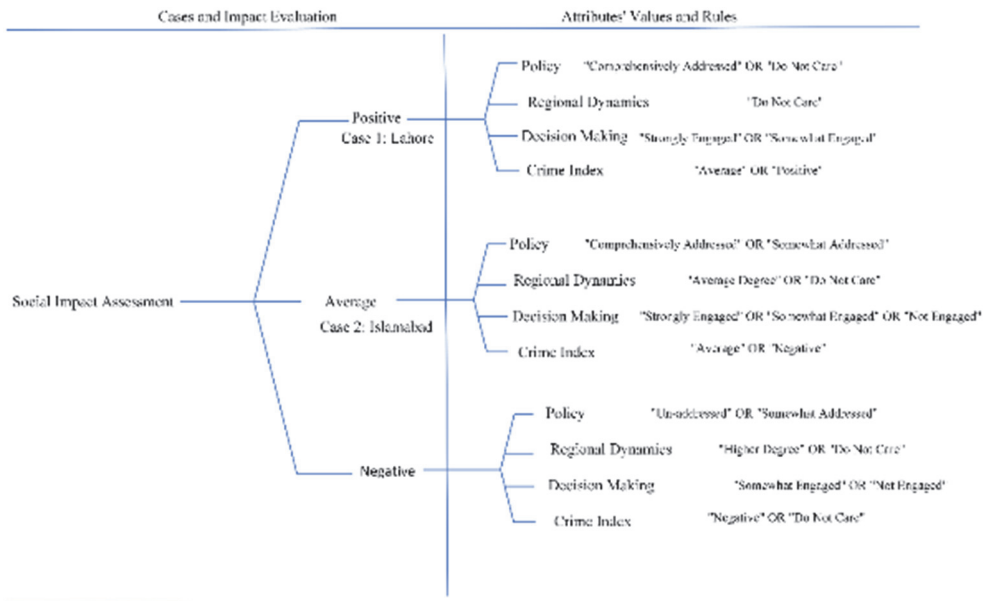 Cases and Impact Evaluation
Attributes' Values and Rules
Policy "Comprehensively Addressed" OR "Do Not Care"
Regional Dynamics "Do Not Care"
Positive
Case 1: Lahore
Decision Making "Strongly Engaged" OR "Somewhat Engaged"
Crime Index "Average" OR "Positive"
Policy "Comprehensively Addressed" OR "Somewhat Addressed"
Regional Dynamics "Average Degree" OR "Do Not Care"
Social Impact Assessment
Average
Case 2: Islamabad
Decision Making "Strongly Engaged" OR "Somewhat Engaged" OR "Not Engaged"
Crime Index "Average" OR "Negative"
Policy "Un-addressed" OR "Somewhat Addressed"
Regional Dynamics "Higher Degree" OR "Do Not Care"
Negative
Decision Making "Somewhat Engaged" OR "Not Engaged"
Crime Index "Negative" OR "Do Not Care"